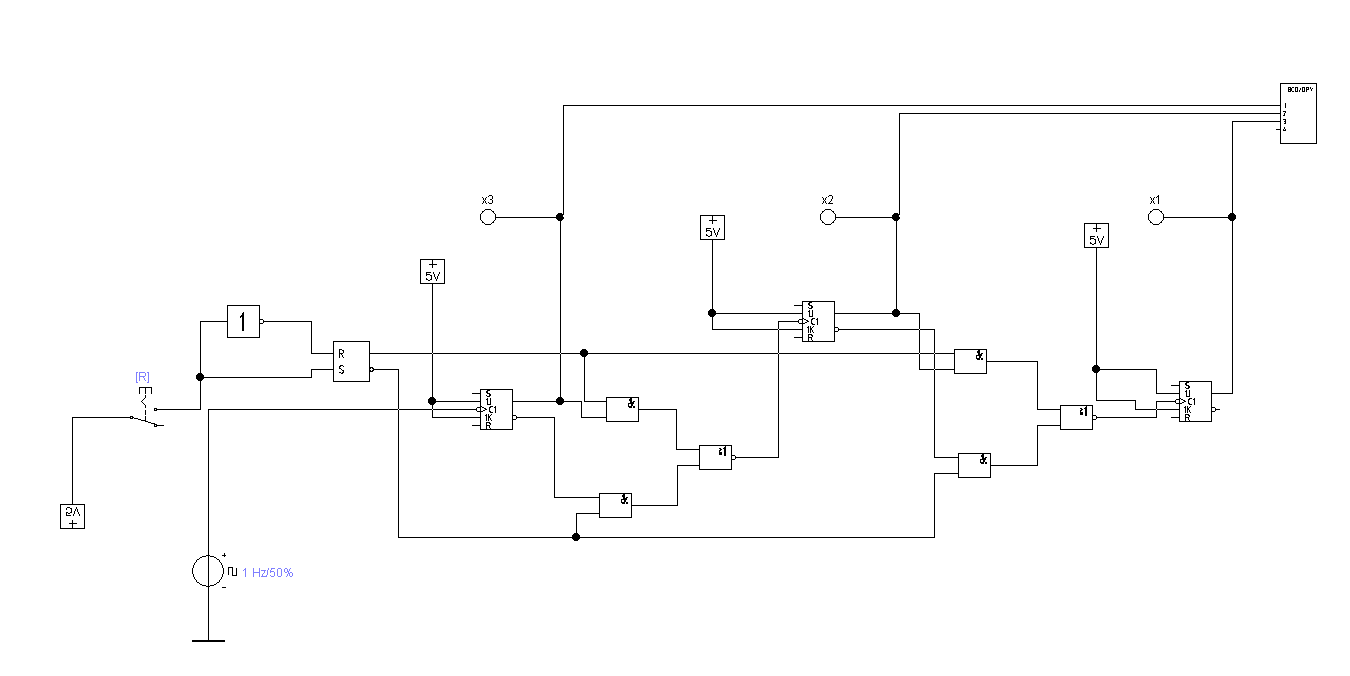 BCD/DPY
1
2
3
4
x3
x2
x1
+
5V
+
5V
+
5V
S
J
C1
1K
R
1
R
S
&
[R]
S
J
C1
1K
R
&
≥1
S
J
C1
1K
R
≥1
&
&
5V
+
+
1 Hz/50%
-